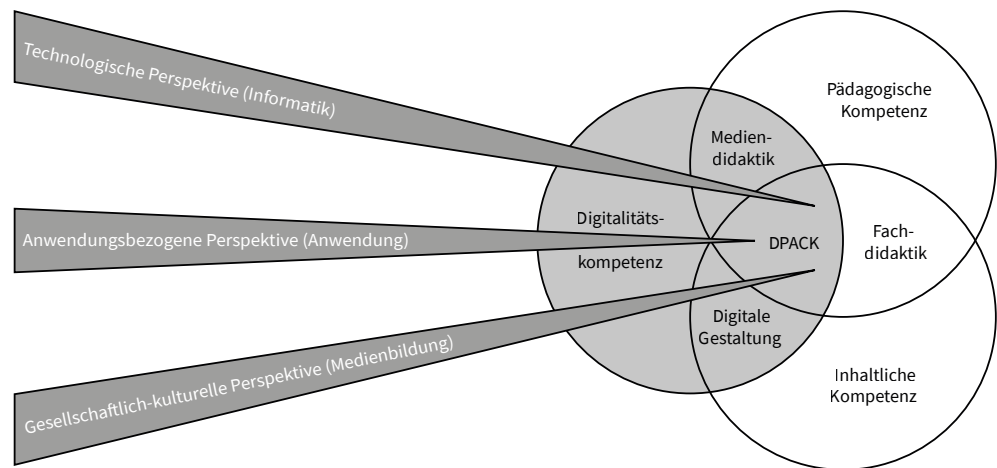 Technologische Perspektive (Informatik)
Anwendungsbezogene Perspektive (Anwendung)
Gesellschaftlich-kulturelle Perspektive (Medienbildung)
Digitalitäts-
kompetenz
Medien-
didaktik
Pädagogische
Kompetenz
DPACK
Fach-
didaktik
Digitale
Gestaltung
Inhaltliche
Kompetenz